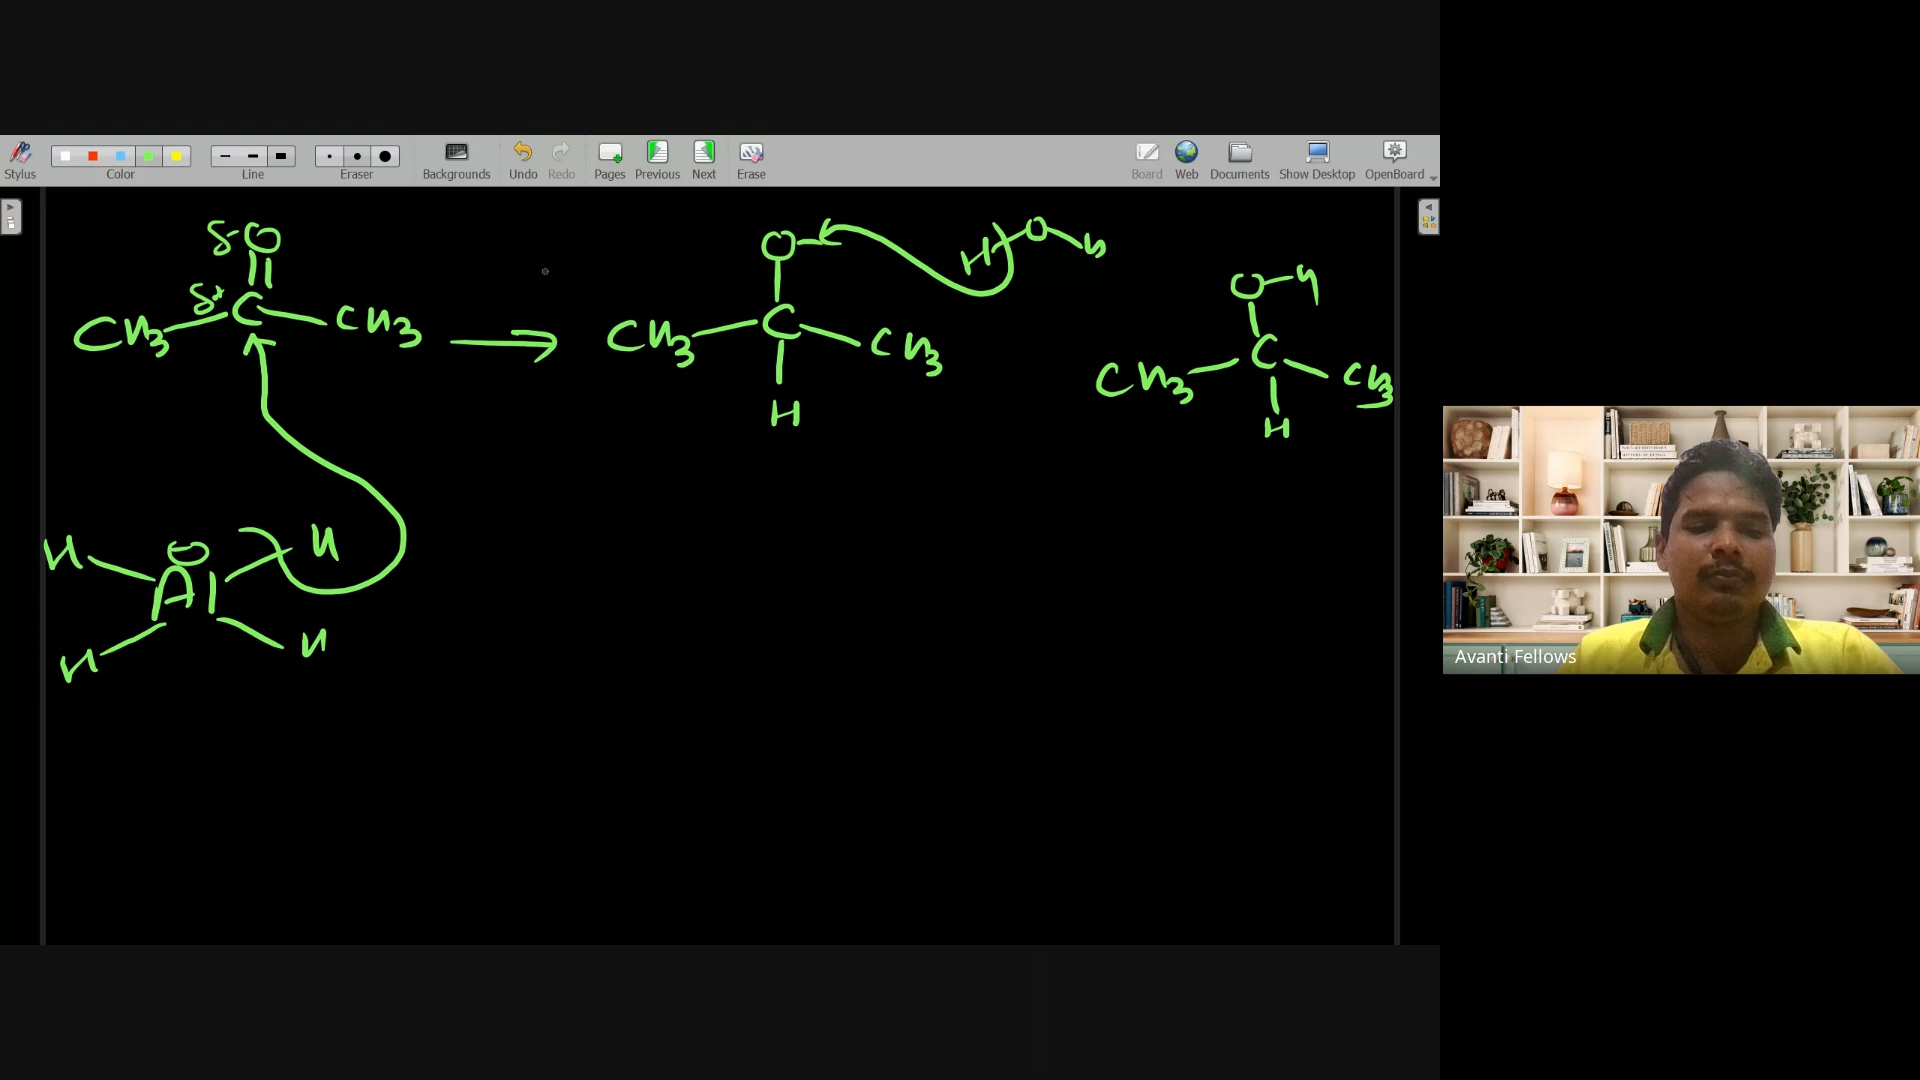 Stylus
Color
Line
Eraser
Backgrounds
Undo
Redo
Pages
Previous
Next
Erase
Board
Web
Documents
Show Desktop
OpenBoard
δ- O
δ+ C
CH3
CH3
O-
C
CH3
CH3
H
H O H
O H
C
CH3
CH3
H
H
Al
H
H
H
Avanti Fellows